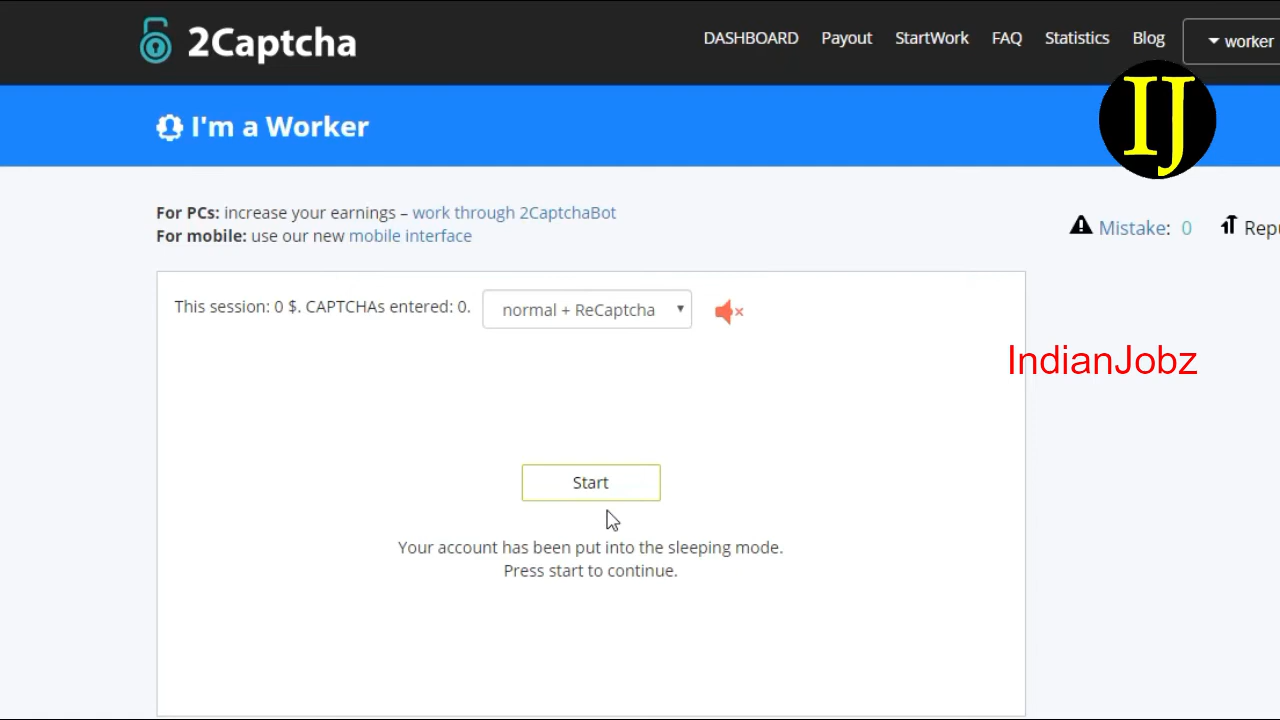 2Captcha
DASHBOARD Payout StartWork FAQ Statistics Blog worker
IJ
I'm a Worker
For PCs: increase your earnings – work through 2CaptchaBot
For mobile: use our new mobile interface
Mistake: 0 Repu
This session: 0 $. CAPTCHAs entered: 0. normal + ReCaptcha
IndianJobz
Start
Your account has been put into the sleeping mode.
Press start to continue.